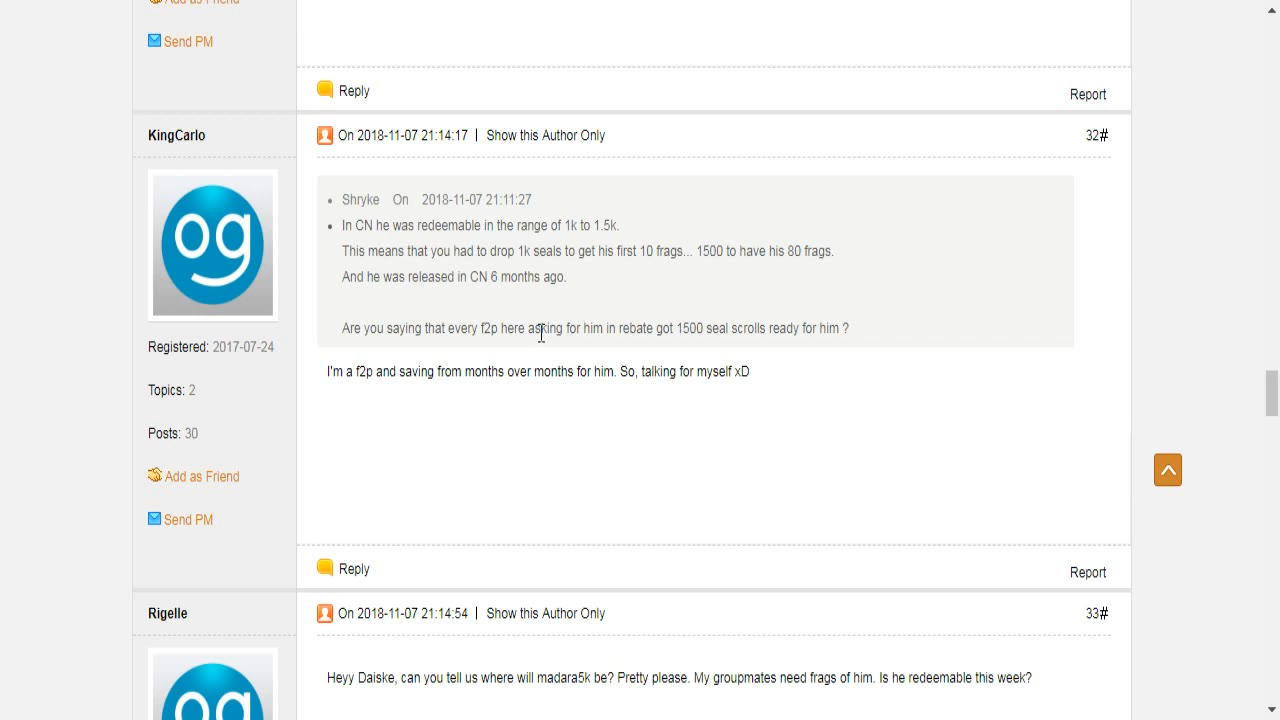 Add as Friend
Send PM
Reply
Report
KingCarlo
On 2018-11-07 21:14:17 | Show this Author Only
32#
og
Shryke On 2018-11-07 21:11:27
In CN he was redeemable in the range of 1k to 1.5k.
This means that you had to drop 1k seals to get his first 10 frags... 1500 to have his 80 frags.
And he was released in CN 6 months ago.
Are you saying that every f2p here asking for him in rebate got 1500 seal scrolls ready for him ?
I'm a f2p and saving from months over months for him. So, talking for myself xD
Registered: 2017-07-24
Topics: 2
Posts: 30
Add as Friend
Send PM
Reply
Report
Rigelle
On 2018-11-07 21:14:54 | Show this Author Only
33#
og
Heyy Daiske, can you tell us where will madara5k be? Pretty please. My groupmates need frags of him. Is he redeemable this week?